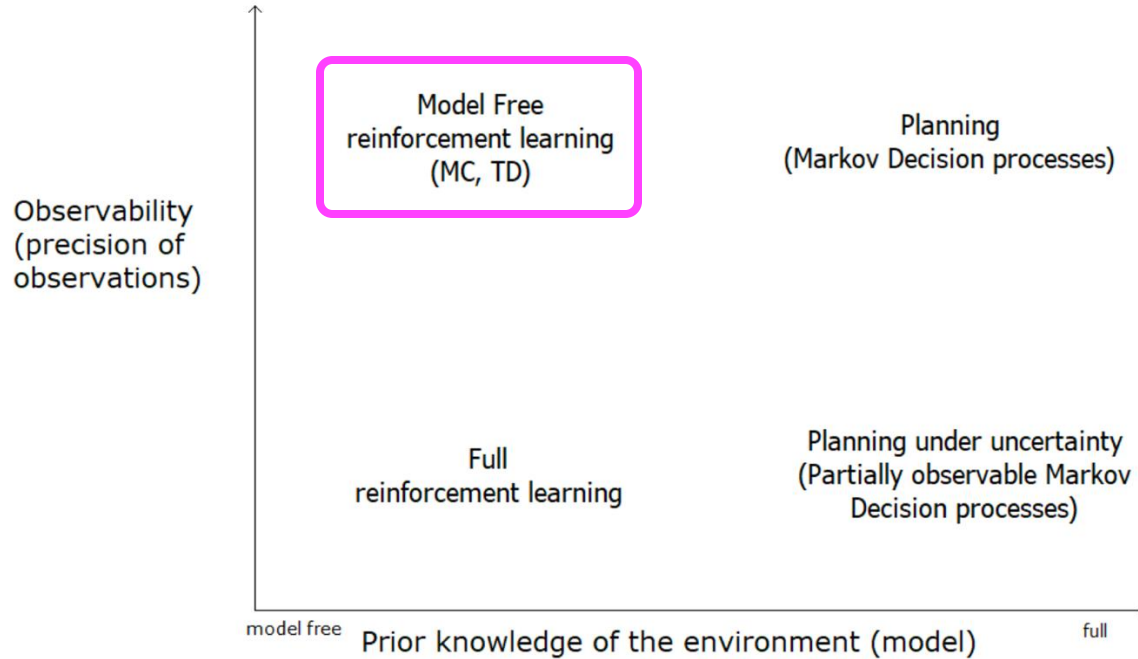 Model Free
reinforcement learning
(MC, TD)
Planning
(Markov Decision processes)
Observability
(precision of
observations)
Full
reinforcement learning
Planning under uncertainty
(Partially observable Markov
Decision processes)
model free
Prior knowledge of the environment (model)
full